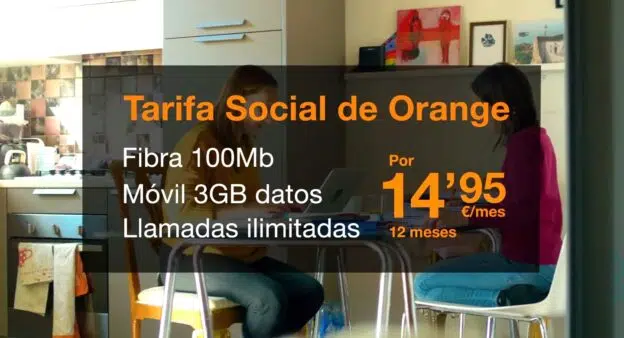 Tarifa Social de Orange
Fibra 100Mb
Móvil 3GB datos
Llamadas ilimitadas
Por
14’95
€/mes
12 meses